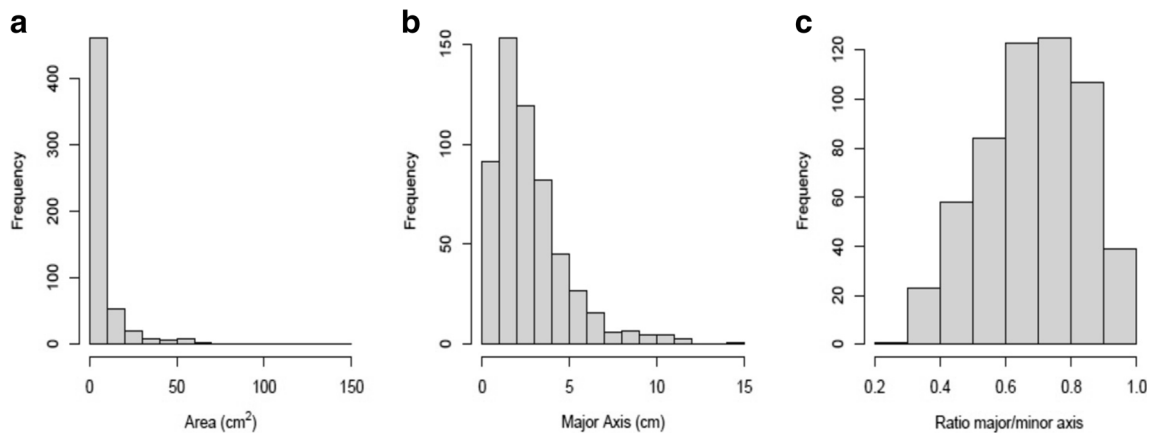 a
Frequency
0 100 200 300 400
0 50 100 150
Area (cm²)
b
Frequency
0 50 100 150
0 5 10 15
Major Axis (cm)
c
Frequency
0 20 40 60 80 100 120
0.2 0.4 0.6 0.8 1.0
Ratio major/minor axis